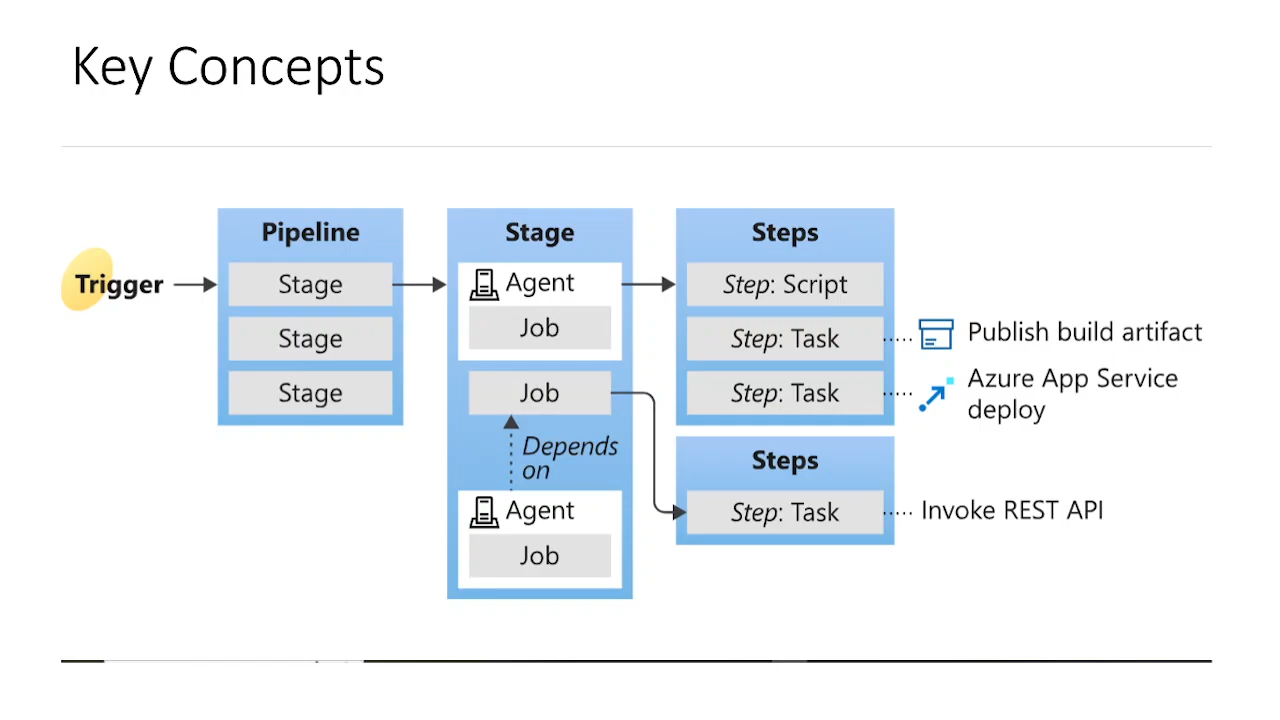 Key Concepts
Trigger
Pipeline
Stage
Stage
Stage
Stage
Agent
Job
Job
Depends
on
Agent
Job
Steps
Step: Script
Step: Task
Step: Task
Publish build artifact
Azure App Service
deploy
Steps
Step: Task
Invoke REST API